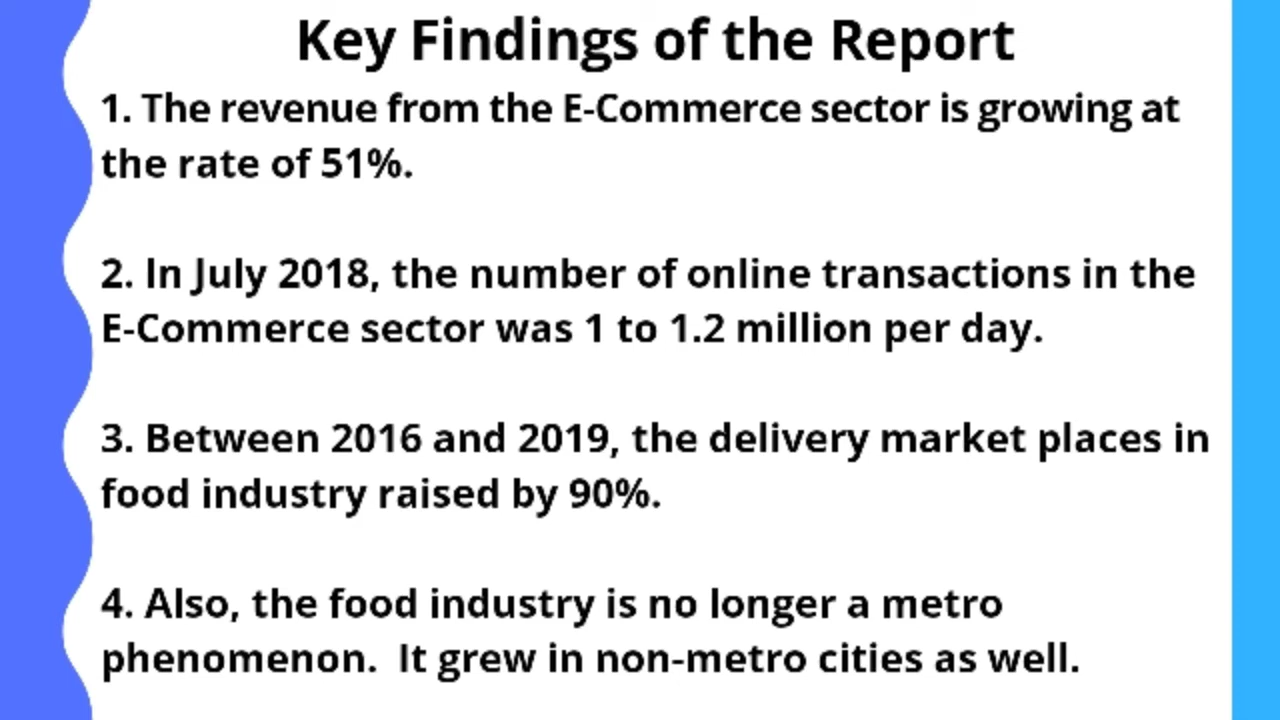 Key Findings of the Report
1. The revenue from the E-Commerce sector is growing at
the rate of 51%.
2. In July 2018, the number of online transactions in the
E-Commerce sector was 1 to 1.2 million per day.
3. Between 2016 and 2019, the delivery market places in
food industry raised by 90%.
4. Also, the food industry is no longer a metro
phenomenon.  It grew in non-metro cities as well.